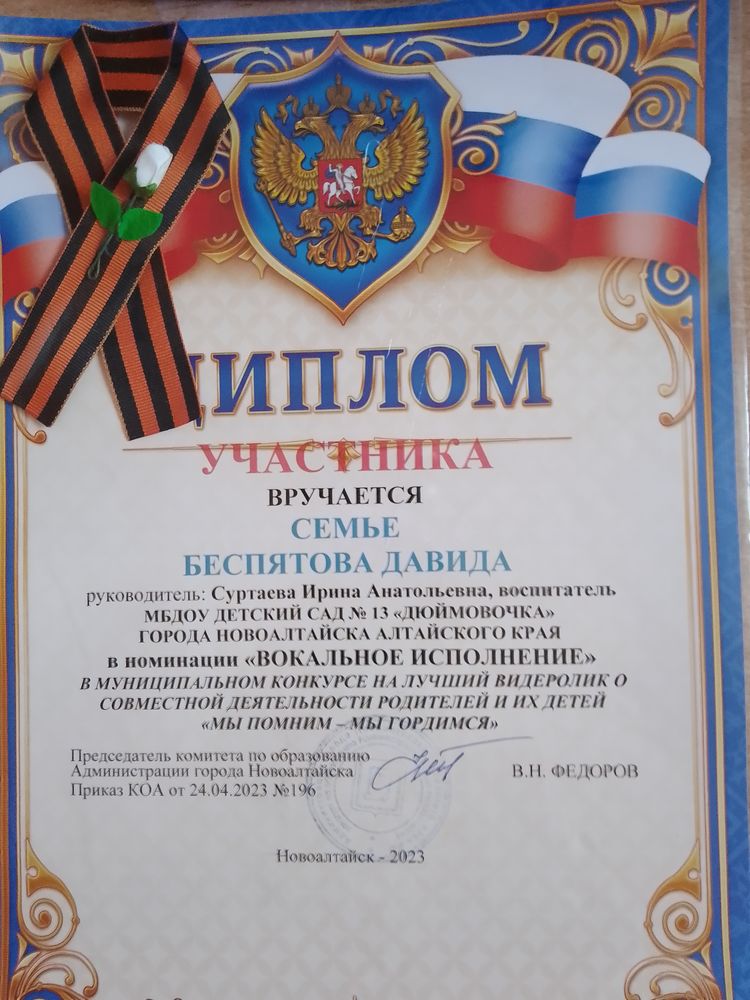 ДИПЛОМ
УЧАСТНИКА
ВРУЧАЕТСЯ
СЕМЬЕ
БЕСПЯТОВА ДАВИДА
руководитель: Суртаева Ирина Анатольевна, воспитатель
МБДОУ ДЕТСКИЙ САД № 13 «ДЮЙМОВОЧКА»
ГОРОДА НОВОАЛТАЙСКА АЛТАЙСКОГО КРАЯ
в номинации «ВОКАЛЬНОЕ ИСПОЛНЕНИЕ»
В МУНИЦИПАЛЬНОМ КОНКУРСЕ НА ЛУЧШИЙ ВИДЕРОЛИК О
СОВМЕСТНОЙ ДЕЯТЕЛЬНОСТИ РОДИТЕЛЕЙ И ИХ ДЕТЕЙ
«МЫ ПОМНИМ – МЫ ГОРДИМСЯ»
Председатель комитета по образованию
Администрации города Новоалтайска В.Н. ФЕДОРОВ
Приказ КОА от 24.04.2023 №196
Новоалтайск - 2023